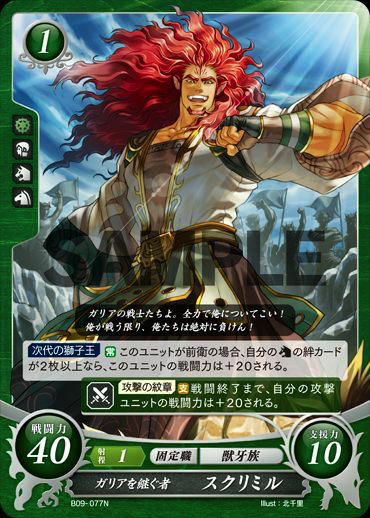 1
SAMPLE
ガリアの戦士たちよ。全力で俺についてこい!
俺が戦う限り、俺たちは絶対に負けん!
次代の獅子王 常 このユニットが前衛の場合、自分の の絆カード
が2枚以上なら、このユニットの戦闘力は+20される。
攻撃の紋章 支 戦闘終了まで、自分の攻撃
ユニットの戦闘力は+20される。
戦闘力
40
射程 1 固定職 獣牙族
支援力
10
ガリアを継ぐ者 スクリミル
B09-077N
Illust:北千里